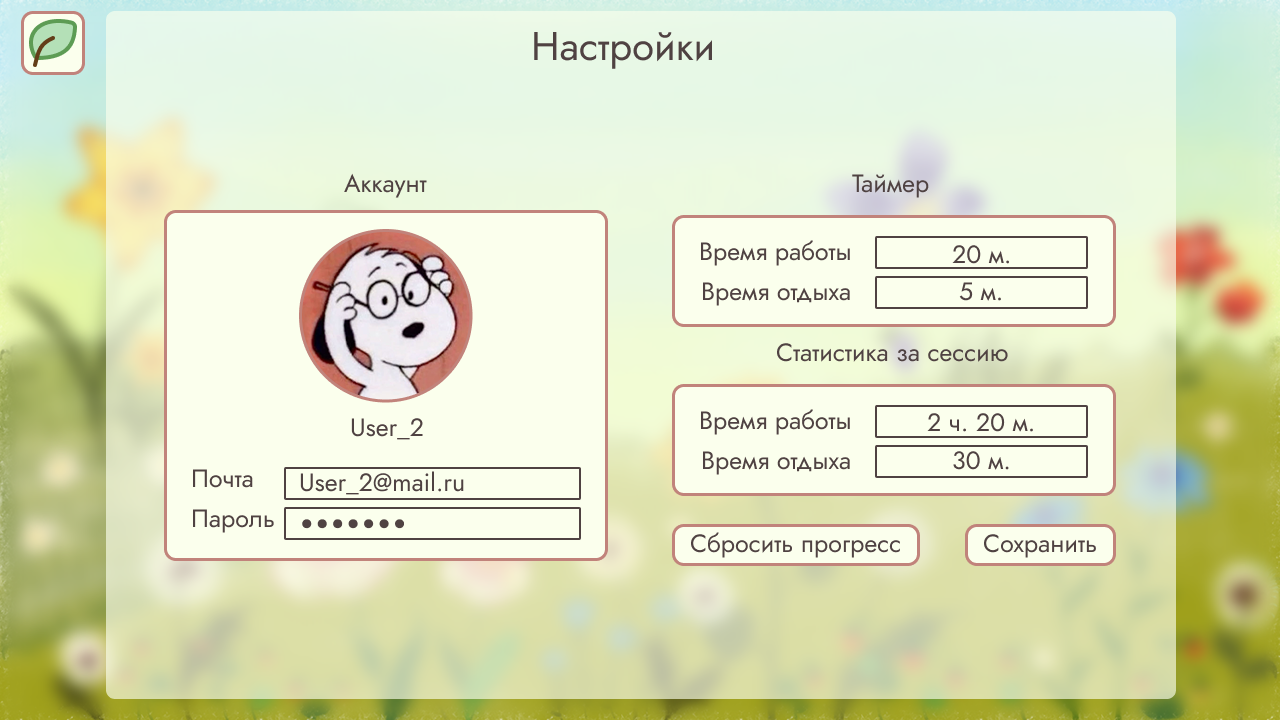 Настройки
Аккаунт
User_2
Почта User_2@mail.ru
Пароль •••••••
Таймер
Время работы 20 м.
Время отдыха 5 м.
Статистика за сессию
Время работы 2 ч. 20 м.
Время отдыха 30 м.
Сбросить прогресс Сохранить